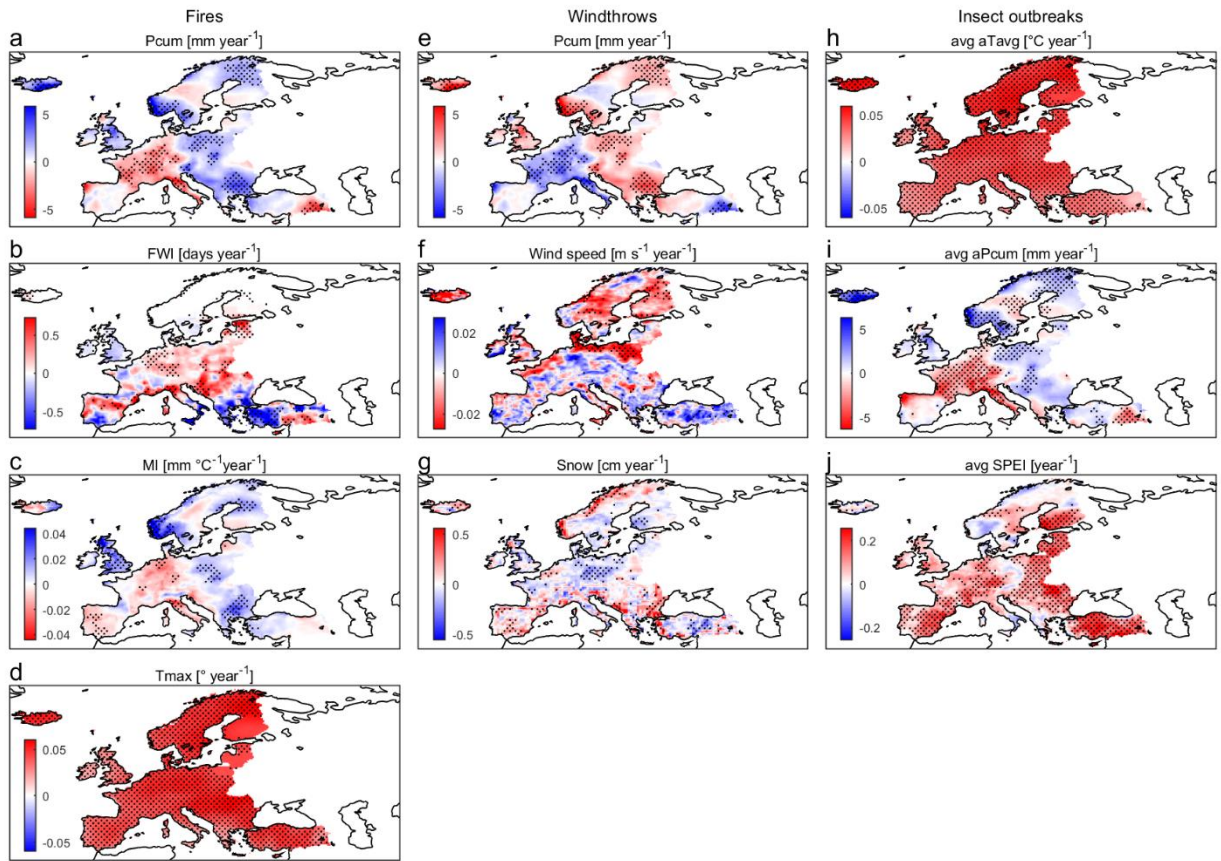 Fires
a
Pcum [mm year⁻¹]
5
0
-5
b
FWI [days year⁻¹]
0.5
0
-0.5
c
MI [mm °C⁻¹year⁻¹]
0.04
0.02
0
-0.02
-0.04
d
Tmax [° year⁻¹]
0.05
0
-0.05
Windthrows
e
Pcum [mm year⁻¹]
5
0
-5
f
Wind speed [m s⁻¹ year⁻¹]
0.02
0
-0.02
g
Snow [cm year⁻¹]
0.5
0
-0.5
Insect outbreaks
h
avg aTavg [°C year⁻¹]
0.05
0
-0.05
i
avg aPcum [mm year⁻¹]
5
0
-5
j
avg SPEI [year⁻¹]
0.2
0
-0.2